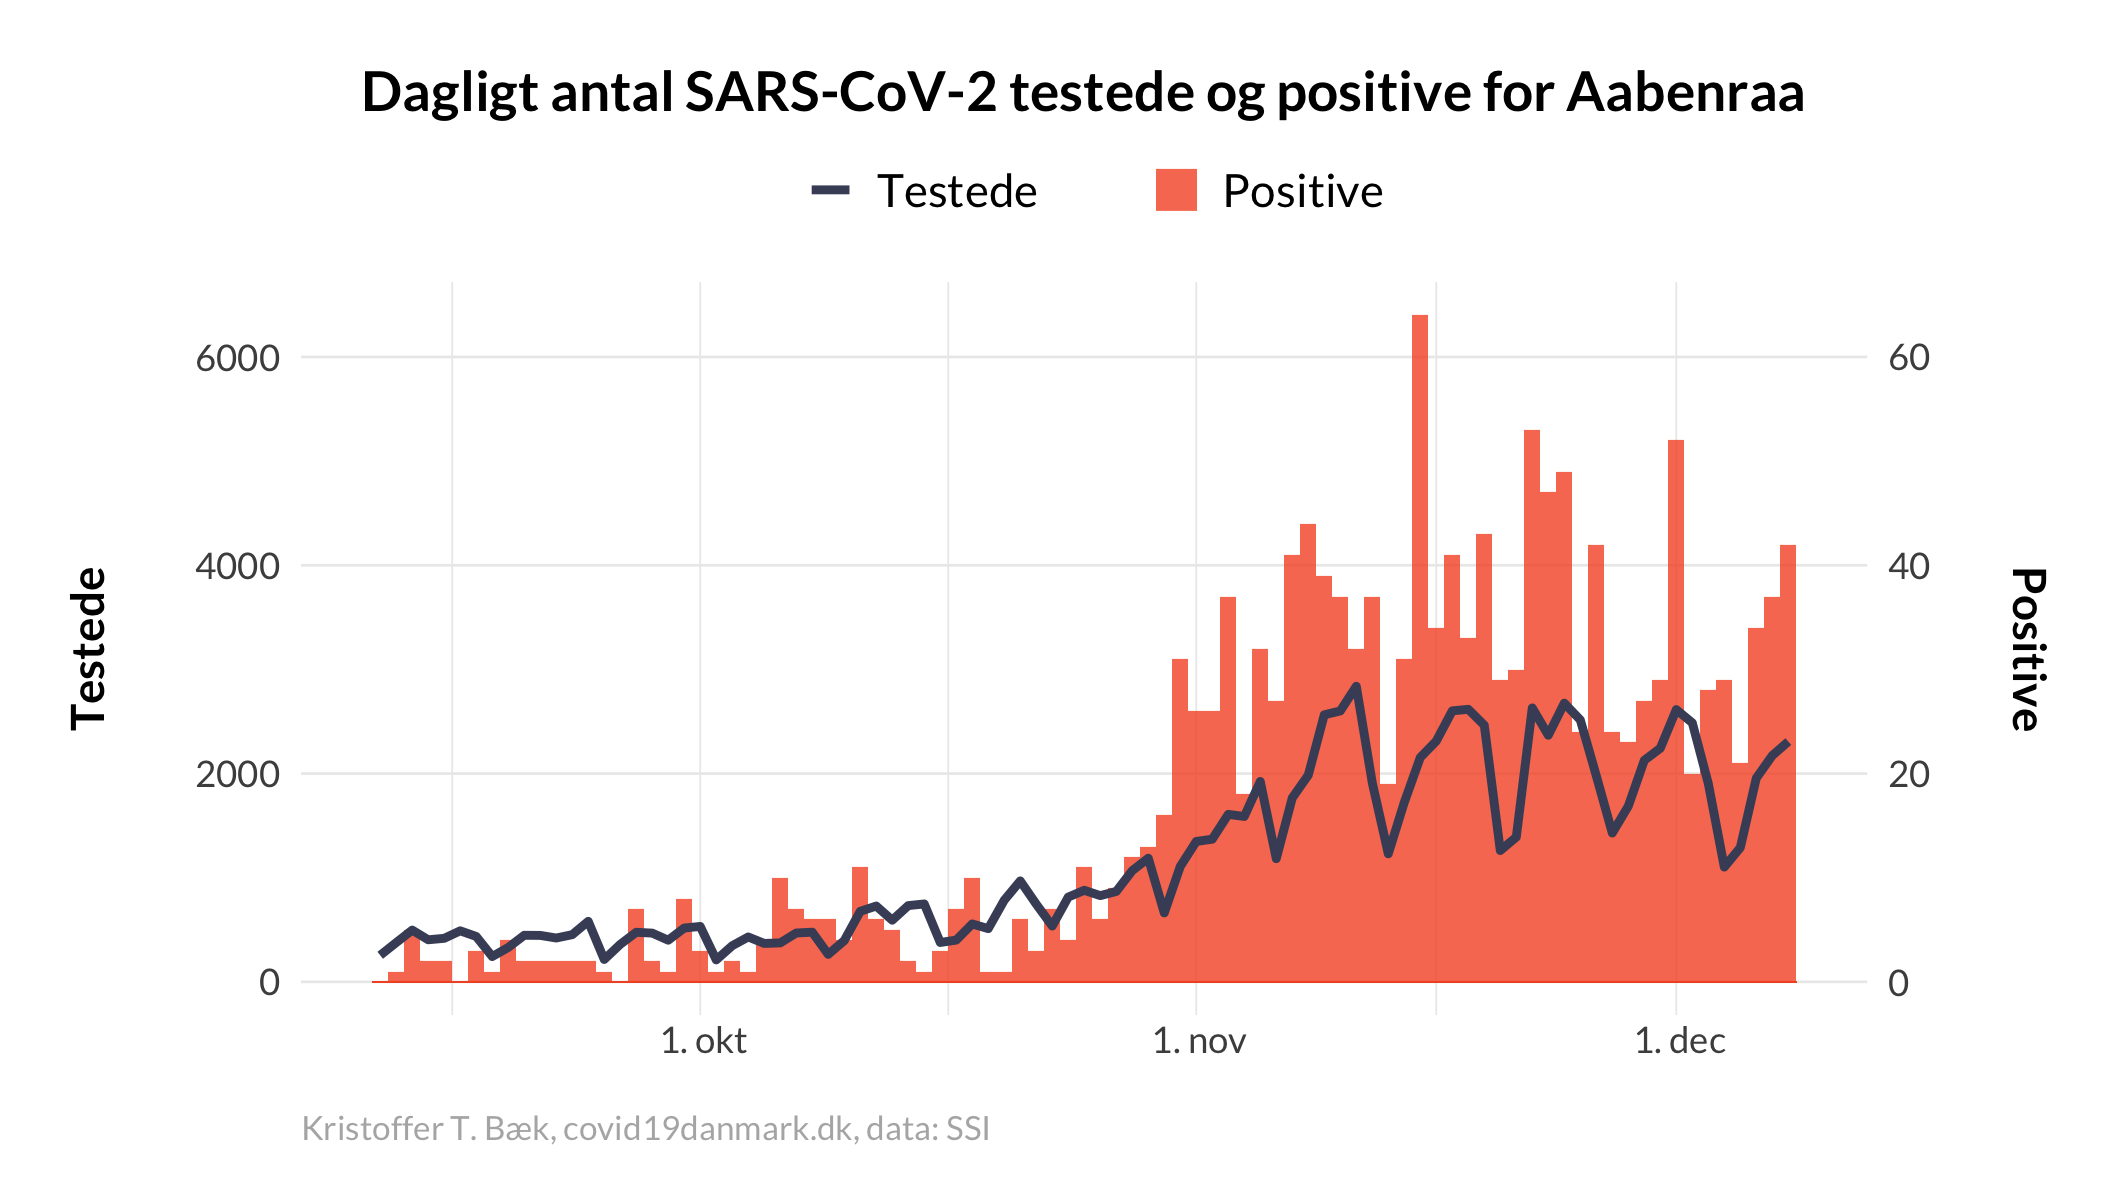 Dagligt antal SARS-CoV-2 testede og positive for Aabenraa
Testede
Positive
6000
4000
2000
0
Testede
60
40
20
0
Positive
1. okt
1. nov
1. dec
Kristoffer T. Bæk, covid19danmark.dk, data: SSI